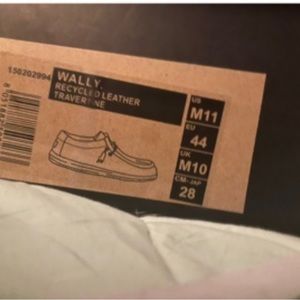 150202994
WALLY
RECYCLED LEATHER
TRAVERTINE
US
M11
EU
44
UK
M10
CM-JAP
28